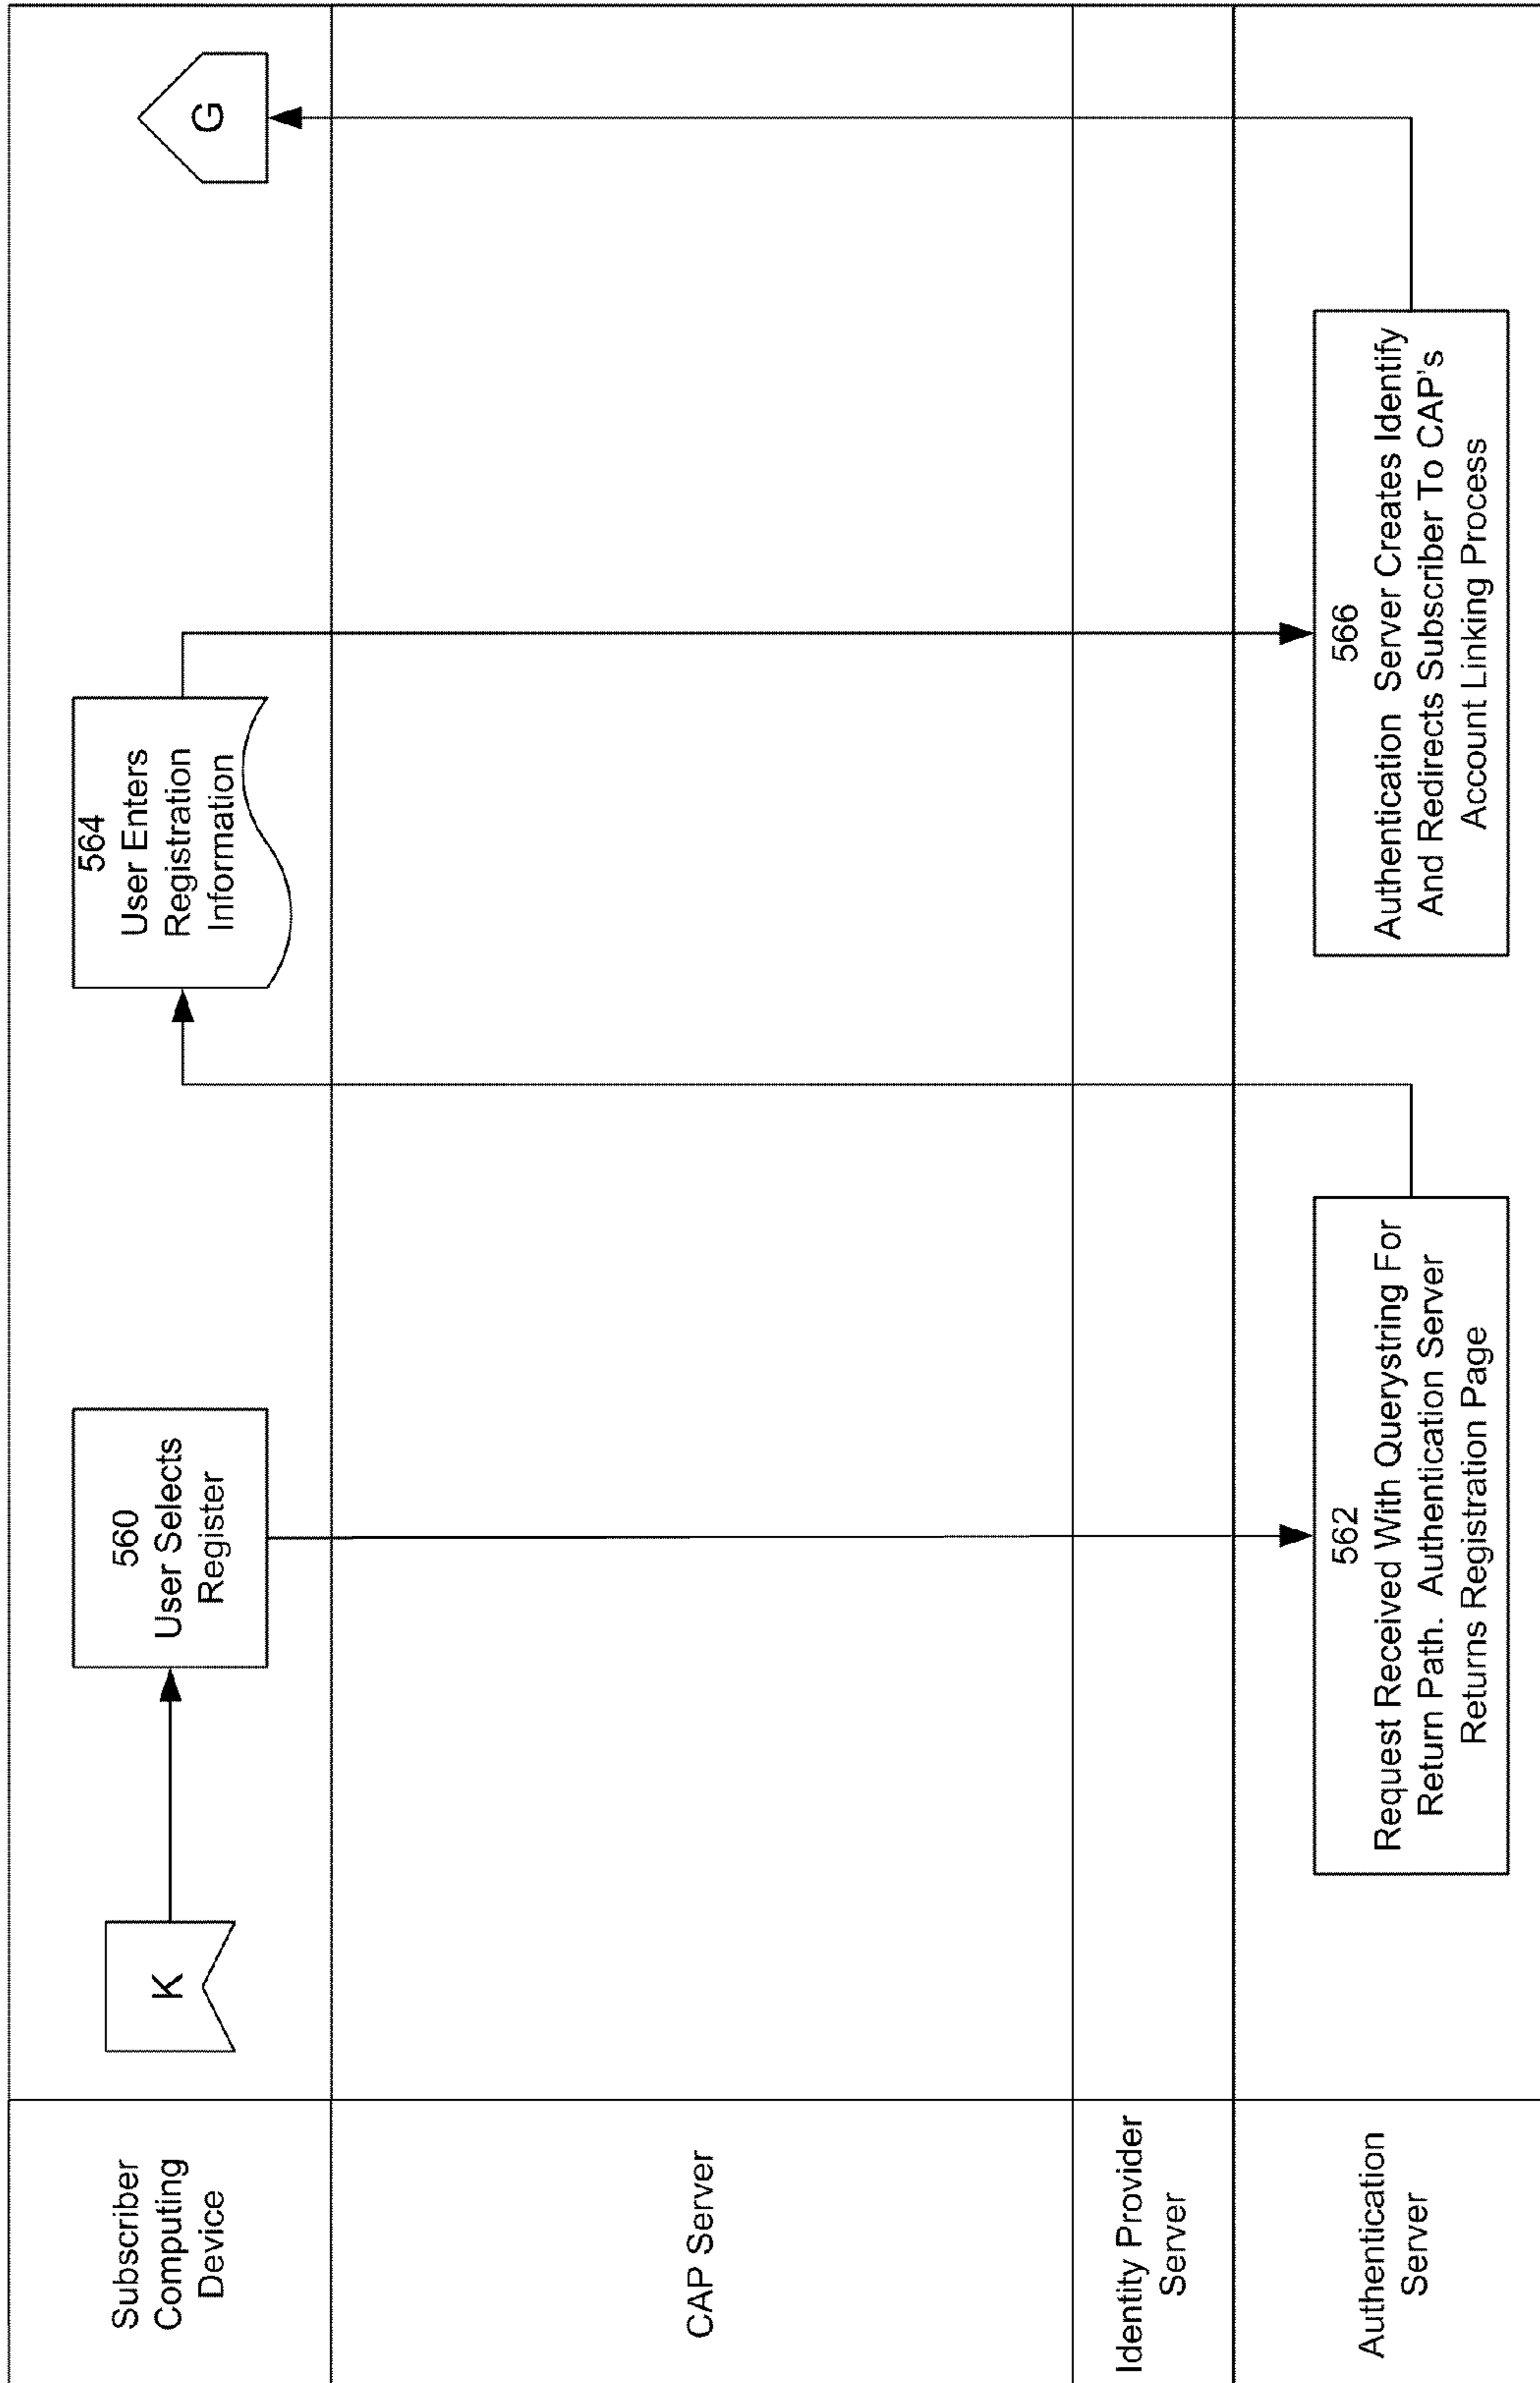 Subscriber
Computing
Device
K
560
User Selects
Register
564
User Enters
Registration
Information
G
CAP Server
Identity Provider
Server
Authentication
Server
562
Request Received With Querystring For
Return Path.  Authentication Server
Returns Registration Page
566
Authentication  Server Creates Identify
And Redirects Subscriber To CAP's
Account Linking Process